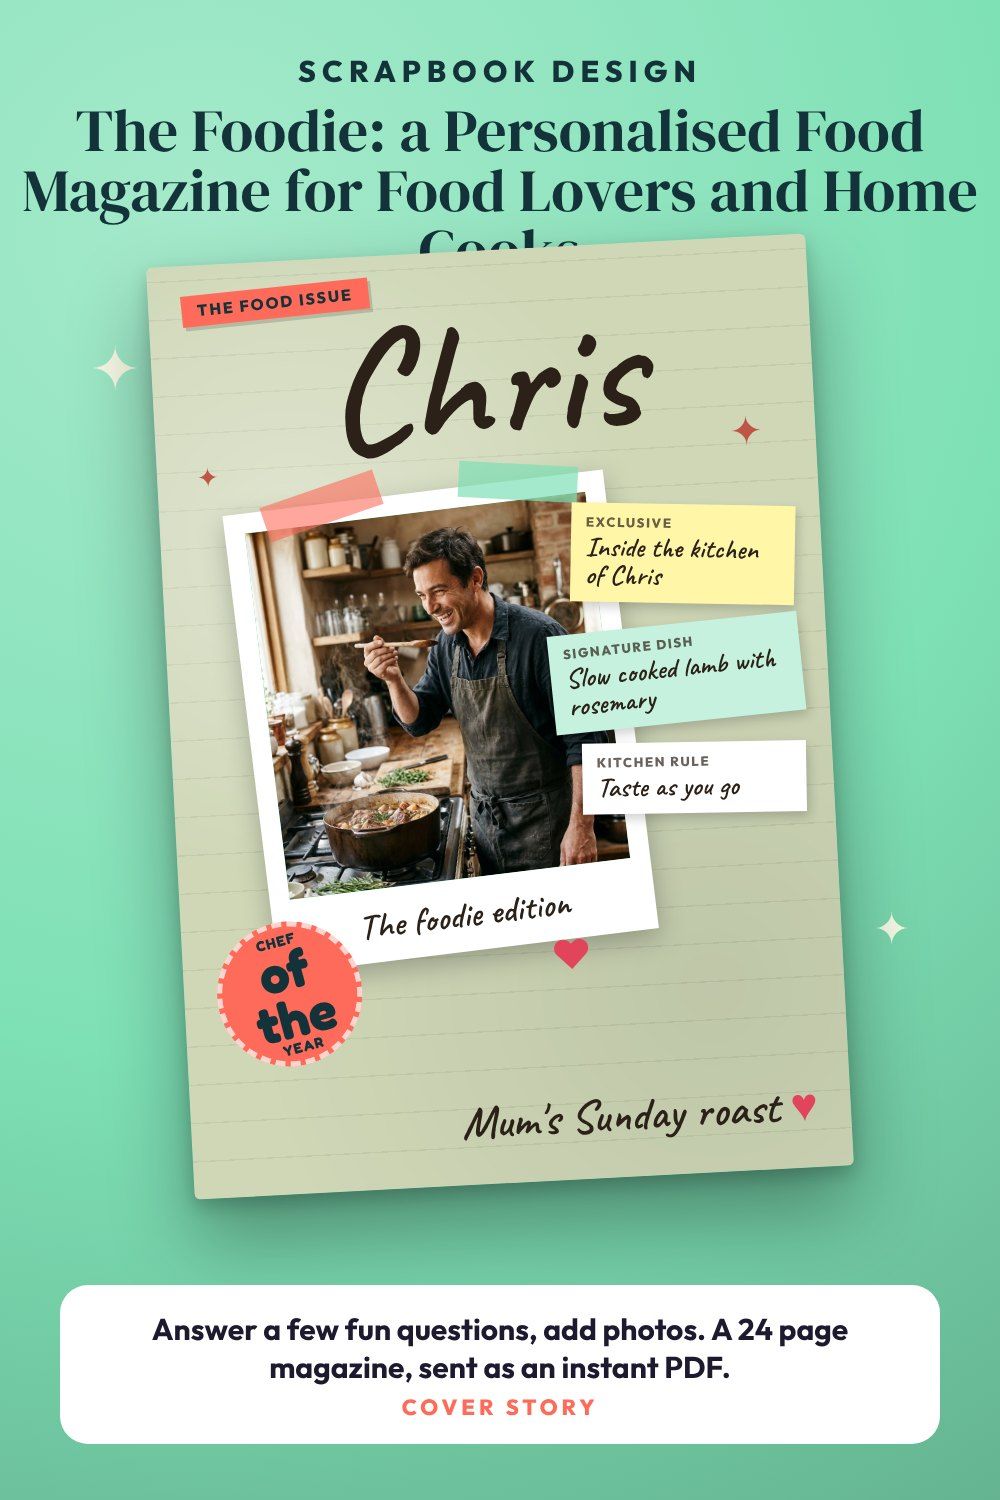 SCRAPBOOK DESIGN
The Foodie: a Personalised Food
Magazine for Food Lovers and Home
Cooks
THE FOOD ISSUE
Chris
EXCLUSIVE
Inside the kitchen
of Chris
SIGNATURE DISH
Slow cooked lamb with
rosemary
KITCHEN RULE
Taste as you go
The foodie edition
CHEF
of
the
YEAR
Mum's Sunday roast ♥
Answer a few fun questions, add photos. A 24 page
magazine, sent as an instant PDF.
COVER STORY